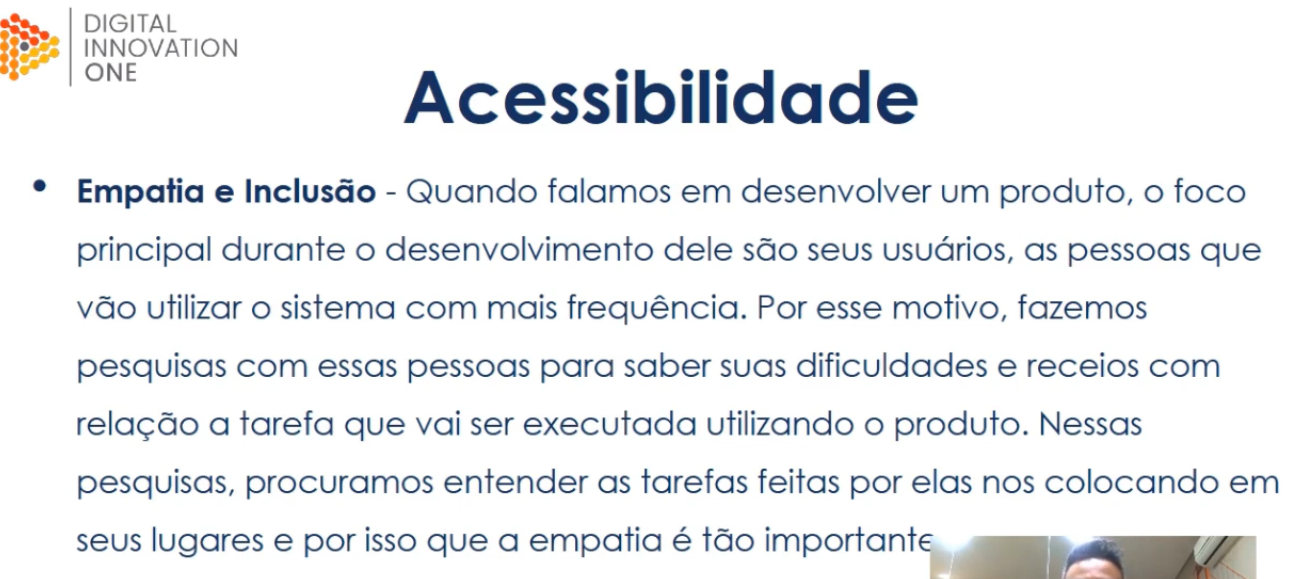 DIGITAL
INNOVATION
ONE
Acessibilidade
• Empatia e Inclusão - Quando falamos em desenvolver um produto, o foco
principal durante o desenvolvimento dele são seus usuários, as pessoas que
vão utilizar o sistema com mais frequência. Por esse motivo, fazemos
pesquisas com essas pessoas para saber suas dificuldades e receios com
relação a tarefa que vai ser executada utilizando o produto. Nessas
pesquisas, procuramos entender as tarefas feitas por elas nos colocando em
seus lugares e por isso que a empatia é tão importante